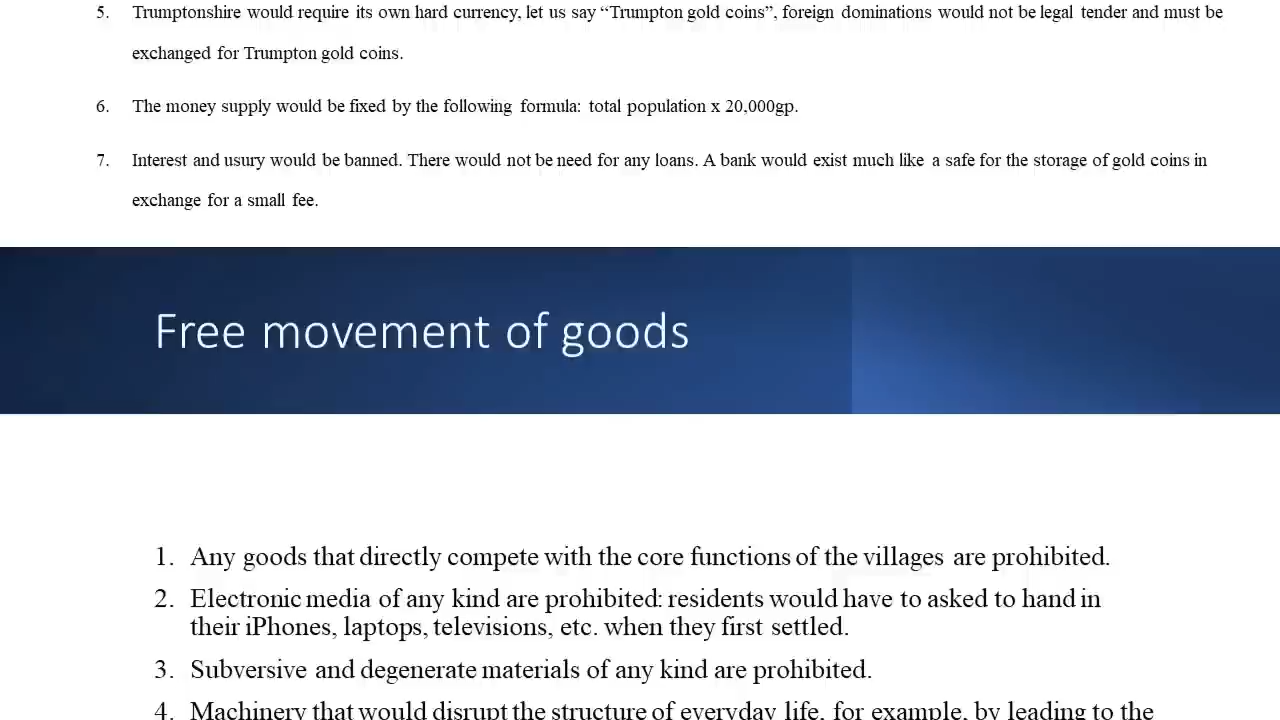 5. Trumptonshire would require its own hard currency, let us say “Trumpton gold coins”, foreign dominations would not be legal tender and must be
exchanged for Trumpton gold coins.
6. The money supply would be fixed by the following formula: total population x 20,000gp.
7. Interest and usury would be banned. There would not be need for any loans. A bank would exist much like a safe for the storage of gold coins in
exchange for a small fee.
Free movement of goods
1. Any goods that directly compete with the core functions of the villages are prohibited.
2. Electronic media of any kind are prohibited: residents would have to asked to hand in
their iPhones, laptops, televisions, etc. when they first settled.
3. Subversive and degenerate materials of any kind are prohibited.
4. Machinery that would disrupt the structure of everyday life, for example, by leading to the